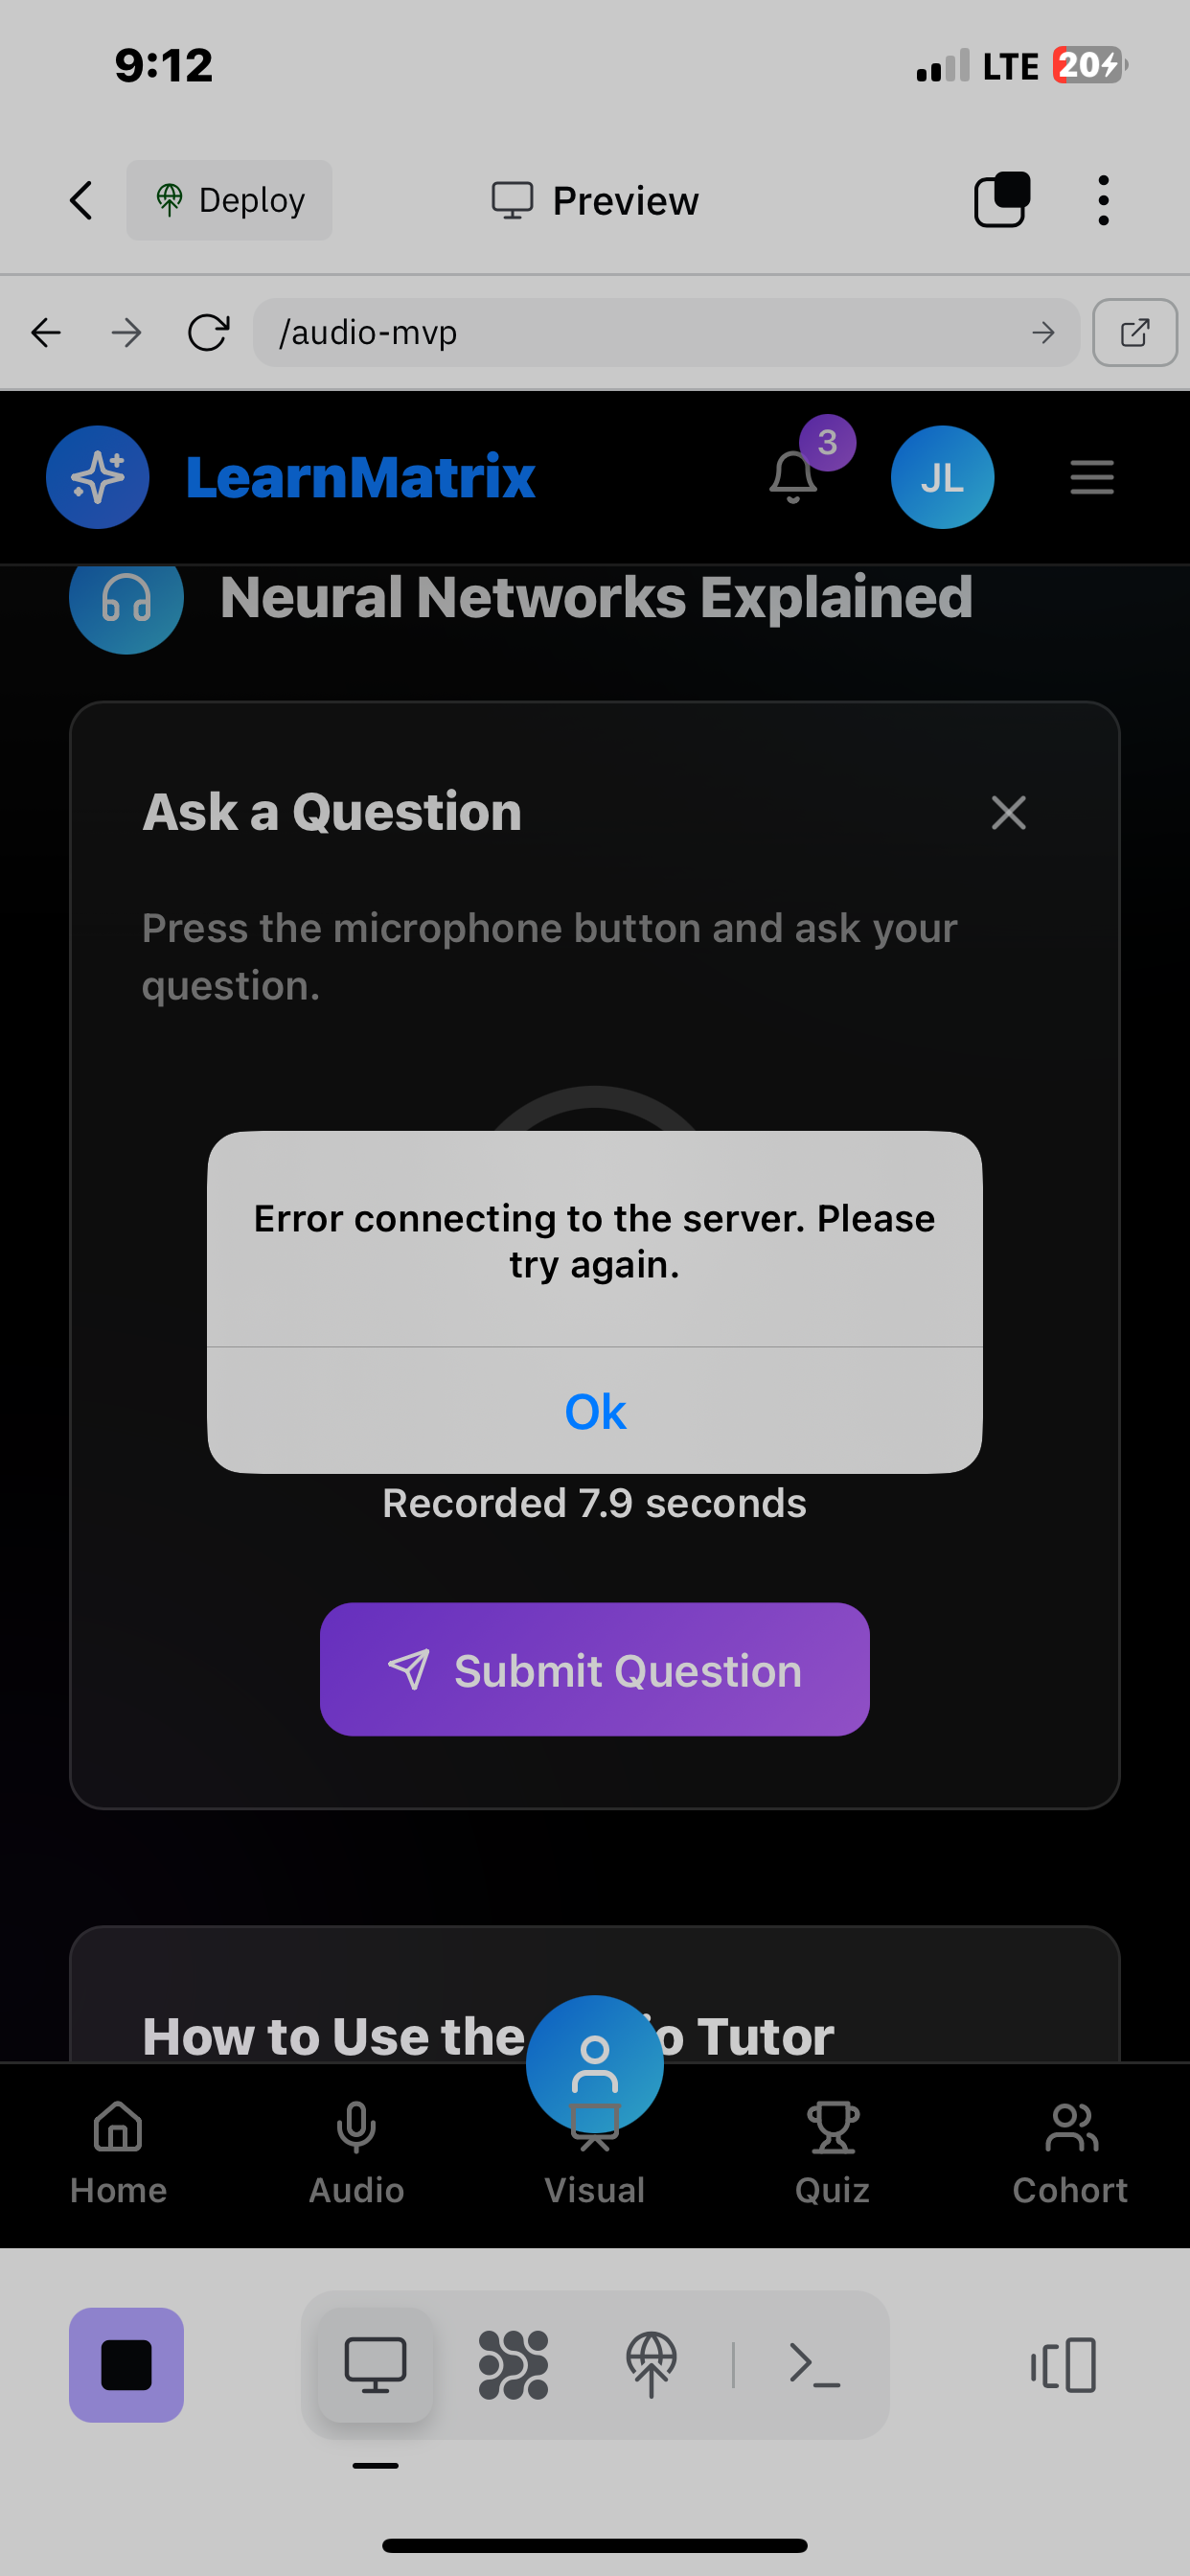 9:12
LTE
20
Deploy
Preview
/audio-mvp
LearnMatrix
3
JL
Neural Networks Explained
Ask a Question
Press the microphone button and ask your
question.
Error connecting to the server. Please
try again.
Ok
Recorded 7.9 seconds
Submit Question
How to Use the
o Tutor
Home
Audio
Visual
Quiz
Cohort